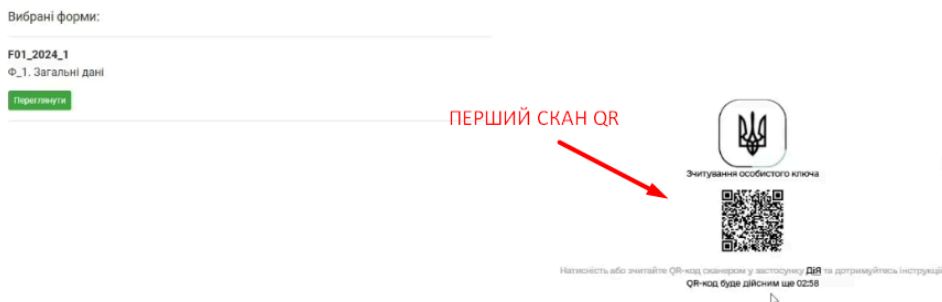 Вибрані форми:
F01_2024_1
Ф_1. Загальні дані
Переглянути
ПЕРШИЙ СКАН QR
Зчитування особистого ключа
Натисність або зчитайте QR-код сканером у застосунку Дія та дотримуйтесь інструкцій
QR-код буде дійсним ще 02:58